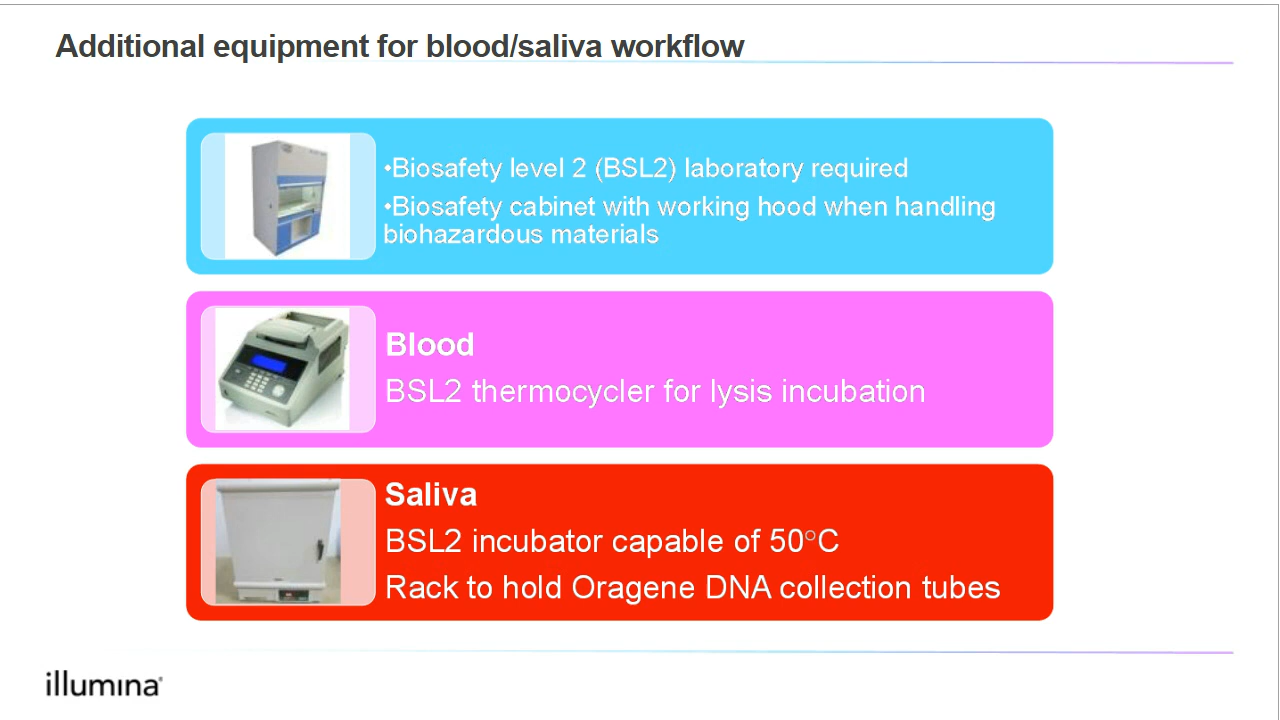 Additional equipment for blood/saliva workflow
•Biosafety level 2 (BSL2) laboratory required
•Biosafety cabinet with working hood when handling
biohazardous materials
Blood
BSL2 thermocycler for lysis incubation
Saliva
BSL2 incubator capable of 50°C
Rack to hold Oragene DNA collection tubes
illumina®